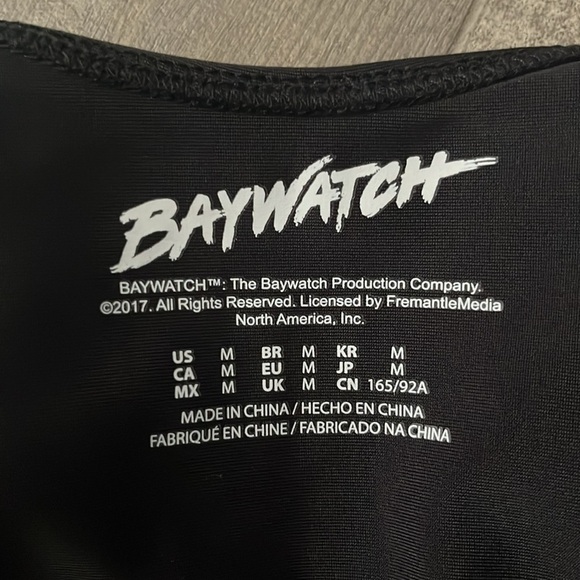 BAYWATCH
BAYWATCH™: The Baywatch Production Company.
©2017. All Rights Reserved. Licensed by FremantleMedia
North America, Inc.
US M BR M KR M
CA M EU M JP M
MX M UK M CN 165/92A
MADE IN CHINA / HECHO EN CHINA
FABRIQUÉ EN CHINE / FABRICADO NA CHINA